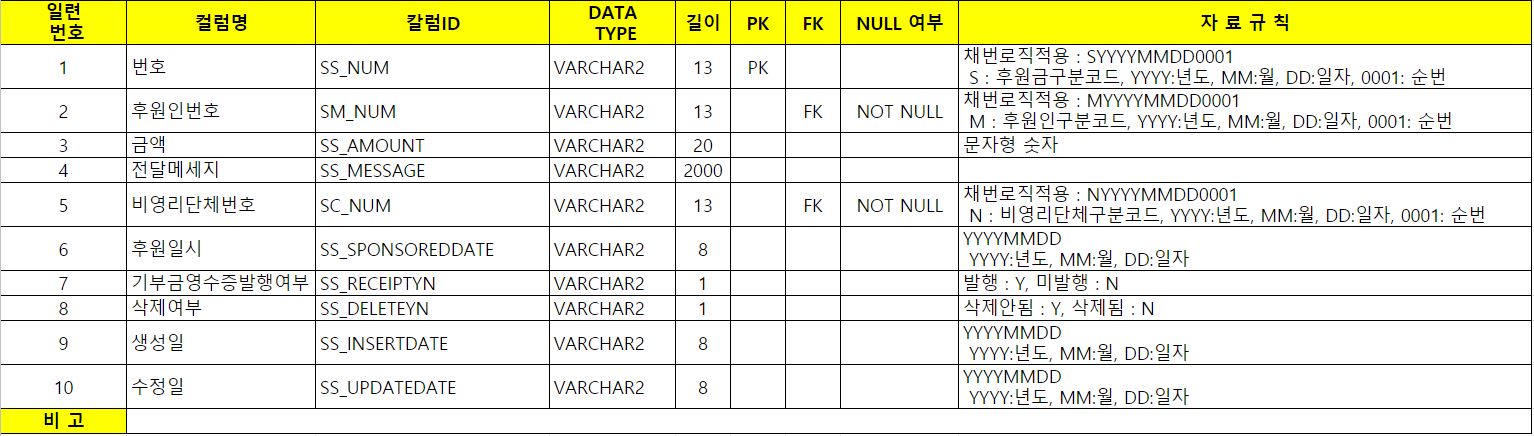 일련
번호 컬럼명 칼럼ID DATA
TYPE 길이 PK FK NULL 여부 자 료 규 칙
1 번호 SS_NUM VARCHAR2 13 PK 채번로직적용 : SYYYYMMDD0001
S : 후원금구분코드, YYYY:년도, MM:월, DD:일자, 0001: 순번
2 후원인번호 SM_NUM VARCHAR2 13 FK NOT NULL 채번로직적용 : MYYYYMMDD0001
M : 후원인구분코드, YYYY:년도, MM:월, DD:일자, 0001: 순번
3 금액 SS_AMOUNT VARCHAR2 20 문자형 숫자
4 전달메세지 SS_MESSAGE VARCHAR2 2000
5 비영리단체번호 SC_NUM VARCHAR2 13 FK NOT NULL 채번로직적용 : NYYYYMMDD0001
N : 비영리단체구분코드, YYYY:년도, MM:월, DD:일자, 0001: 순번
6 후원일시 SS_SPONSOREDDATE VARCHAR2 8 YYYYMMDD
YYYY:년도, MM:월, DD:일자
7 기부금영수증발행여부 SS_RECEIPTYN VARCHAR2 1 발행 : Y, 미발행 : N
8 삭제여부 SS_DELETEYN VARCHAR2 1 삭제안됨 : Y, 삭제됨 : N
9 생성일 SS_INSERTDATE VARCHAR2 8 YYYYMMDD
YYYY:년도, MM:월, DD:일자
10 수정일 SS_UPDATEDATE VARCHAR2 8 YYYYMMDD
YYYY:년도, MM:월, DD:일자
비 고